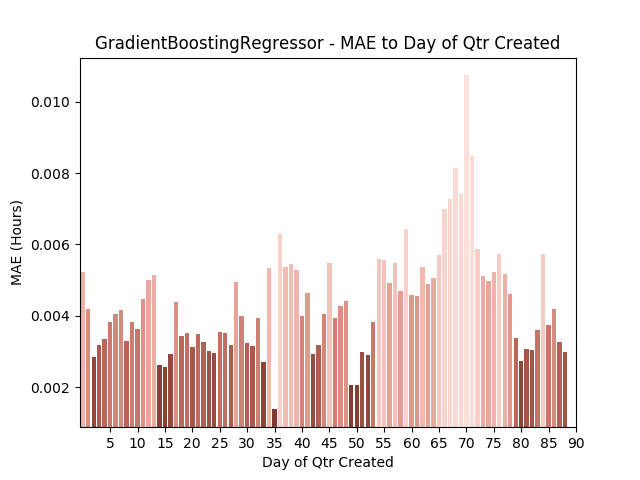 GradientBoostingRegressor - MAE to Day of Qtr Created
MAE (Hours)
0.010
0.008
0.006
0.004
0.002
5 10 15 20 25 30 35 40 45 50 55 60 65 70 75 80 85 90
Day of Qtr Created